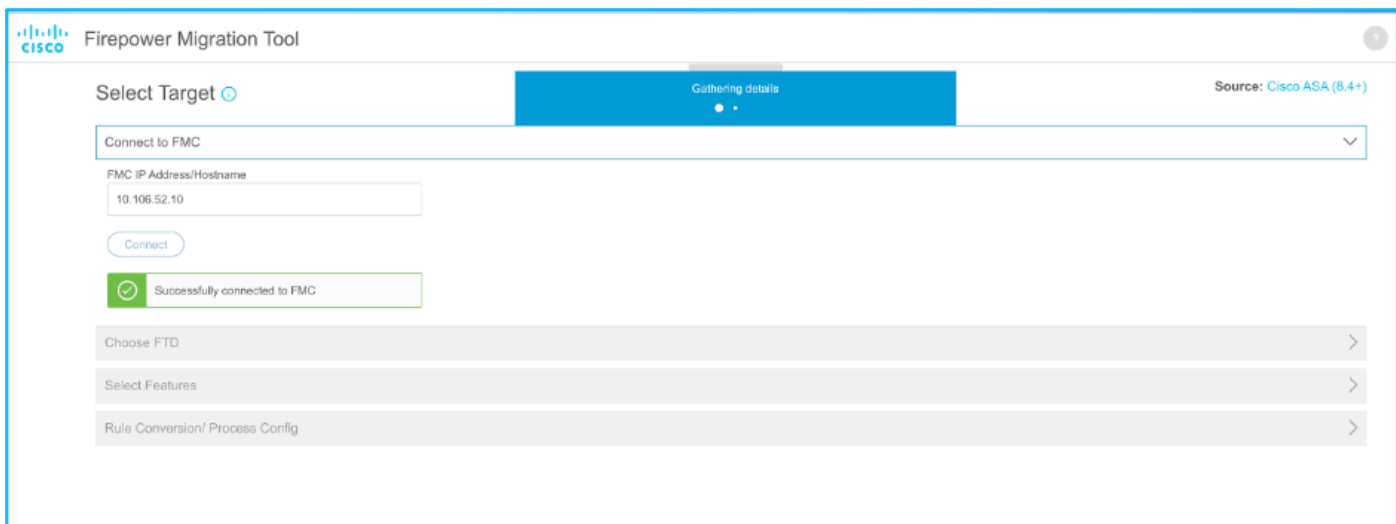 CISCO
Firepower Migration Tool
?
Select Target
Gathering details
Source: Cisco ASA (8.4+)
Connect to FMC
FMC IP Address/Hostname
10.106.52.10
Connect
Successfully connected to FMC
Choose FTD
Select Features
Rule Conversion/ Process Config